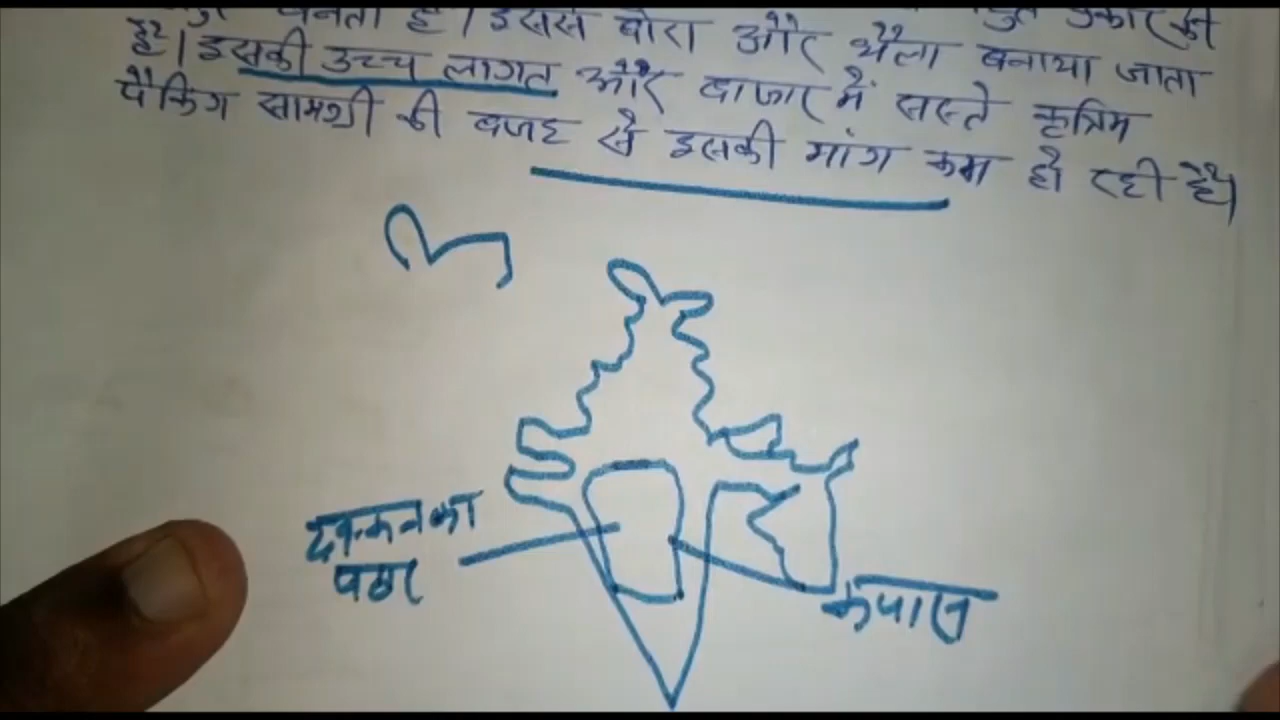 बनता है। इससे बोरा और थैला बनाया जाता
है। इसकी उच्च लागत और बाजार में सस्ते कृत्रिम
पैकिंग सामग्री की वजह से इसकी मांग कम हो रही है।
दक्कन का
पठार
कपास